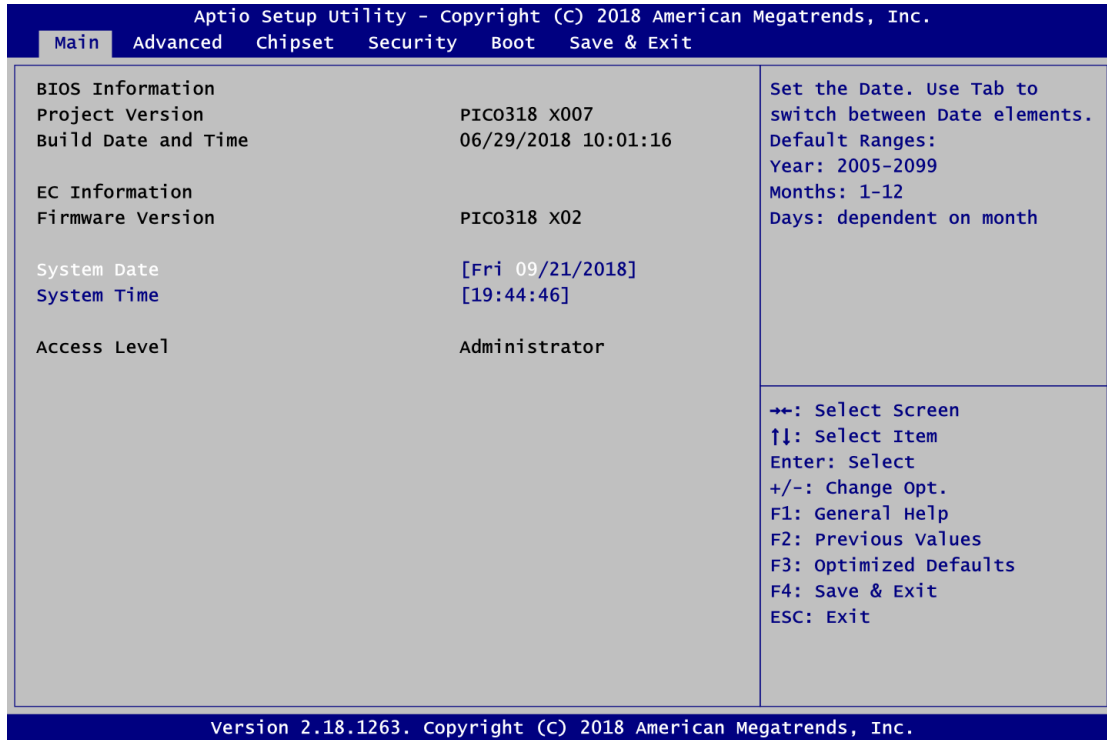 Aptio Setup Utility - Copyright (C) 2018 American Megatrends, Inc.
Main Advanced Chipset Security Boot Save & Exit
BIOS Information
Project Version PICO318 X007
Build Date and Time 06/29/2018 10:01:16
EC Information
Firmware Version PICO318 X02
System Date [Fri 09/21/2018]
System Time [19:44:46]
Access Level Administrator
Set the Date. Use Tab to
switch between Date elements.
Default Ranges:
Year: 2005-2099
Months: 1-12
Days: dependent on month
→←: Select Screen
↑↓: Select Item
Enter: Select
+/-: Change Opt.
F1: General Help
F2: Previous Values
F3: Optimized Defaults
F4: Save & Exit
ESC: Exit
Version 2.18.1263. Copyright (C) 2018 American Megatrends, Inc.